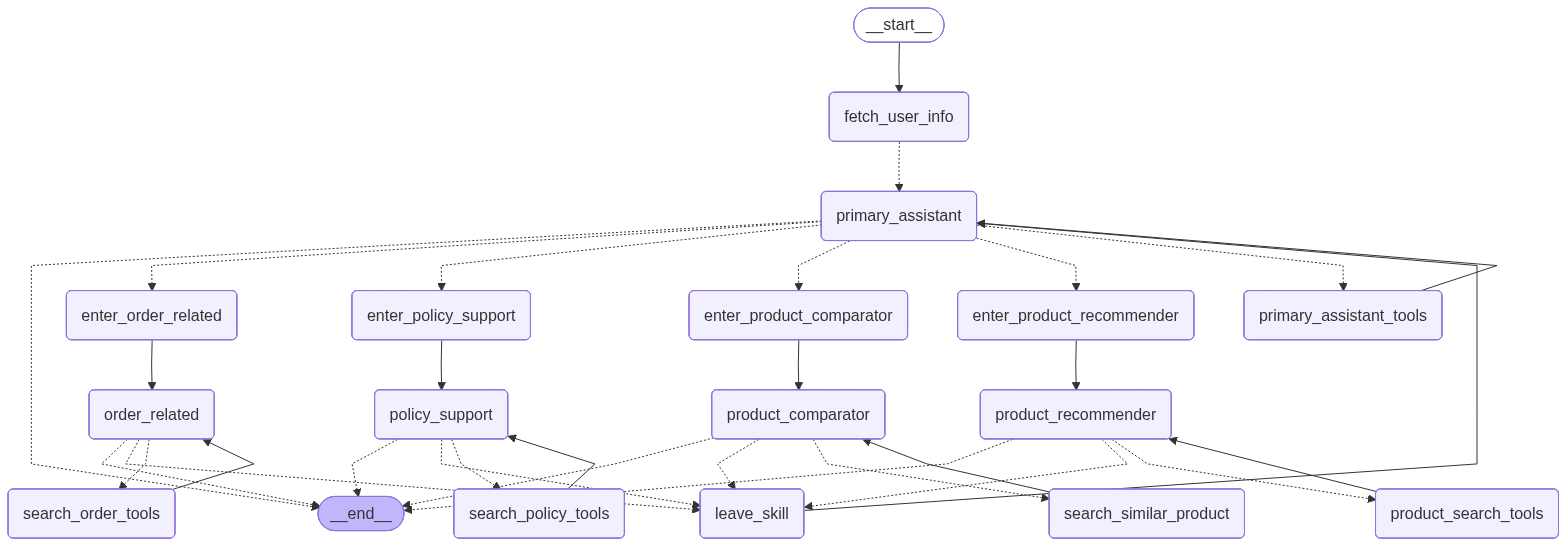 __start__
fetch_user_info
primary_assistant
enter_order_related
enter_policy_support
enter_product_comparator
enter_product_recommender
primary_assistant_tools
order_related
policy_support
product_comparator
product_recommender
search_order_tools
__end__
search_policy_tools
leave_skill
search_similar_product
product_search_tools